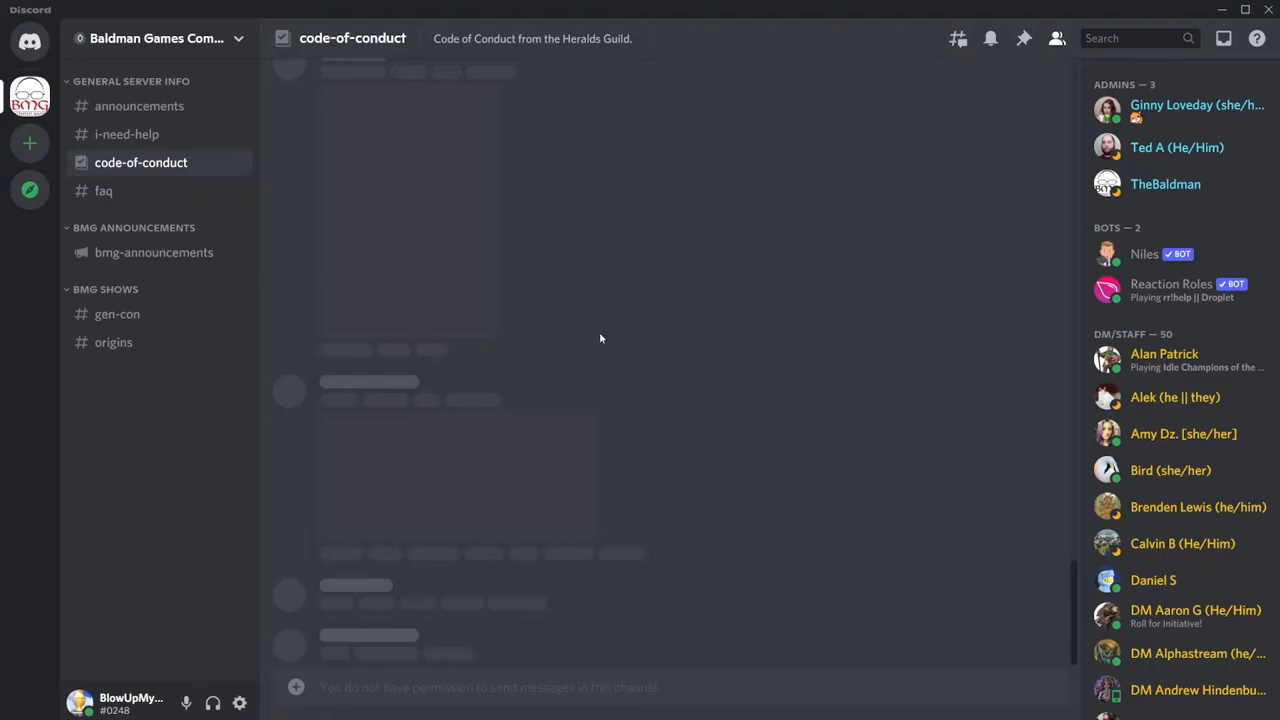 Discord
Baldman Games Com...
code-of-conduct
Code of Conduct from the Heralds Guild.
Search
GENERAL SERVER INFO
announcements
i-need-help
code-of-conduct
faq
BMG ANNOUNCEMENTS
bmg-announcements
BMG SHOWS
gen-con
origins
BMG
BlowUpMy...
#0248
You do not have permission to send messages in this channel.
ADMINS — 3
Ginny Loveday (she/h...
Ted A (He/Him)
TheBaldman
BOTS — 2
Niles ✓ BOT
Reaction Roles ✓ BOT
Playing rr!help || Droplet
DM/STAFF — 50
Alan Patrick
Playing Idle Champions of the ...
Alek (he || they)
Amy Dz. [she/her]
Bird (she/her)
Brenden Lewis (he/him)
Calvin B (He/Him)
Daniel S
DM Aaron G (He/Him)
Roll for Initiative!
DM Alphastream (he/...
DM Andrew Hindenbu...